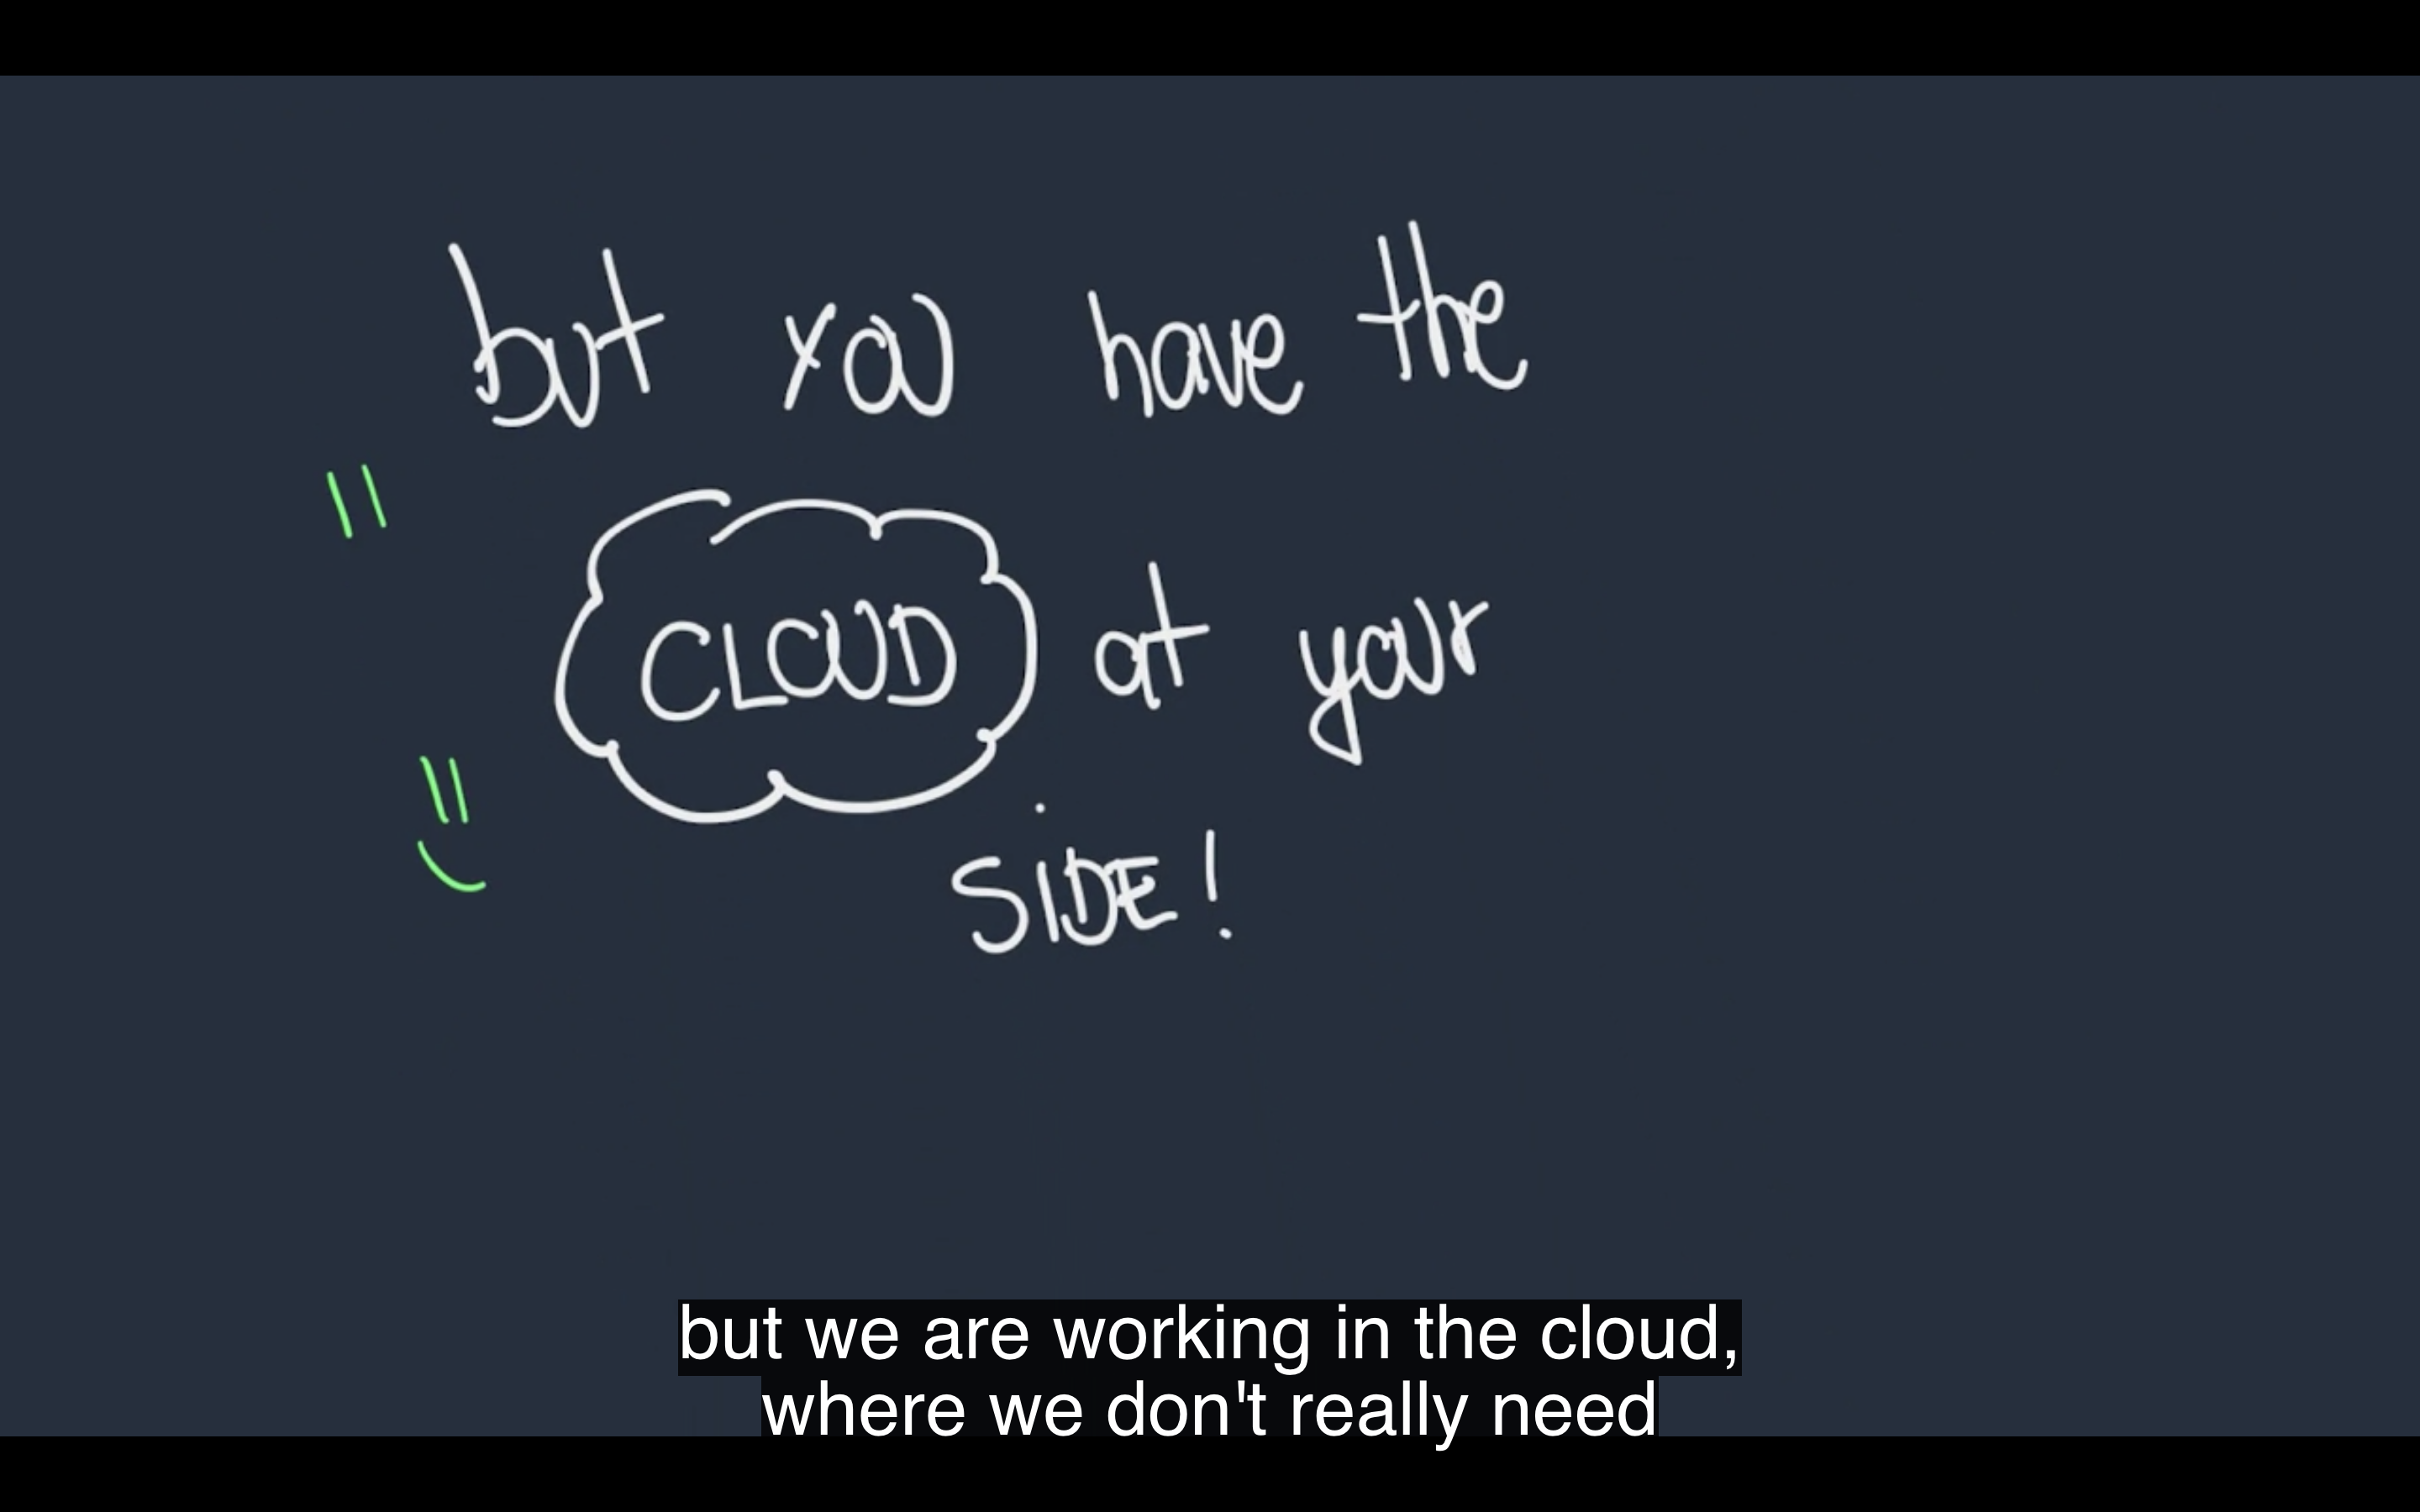 but you have the
CLOUD at your
SIDE!
but we are working in the cloud,
where we don't really need